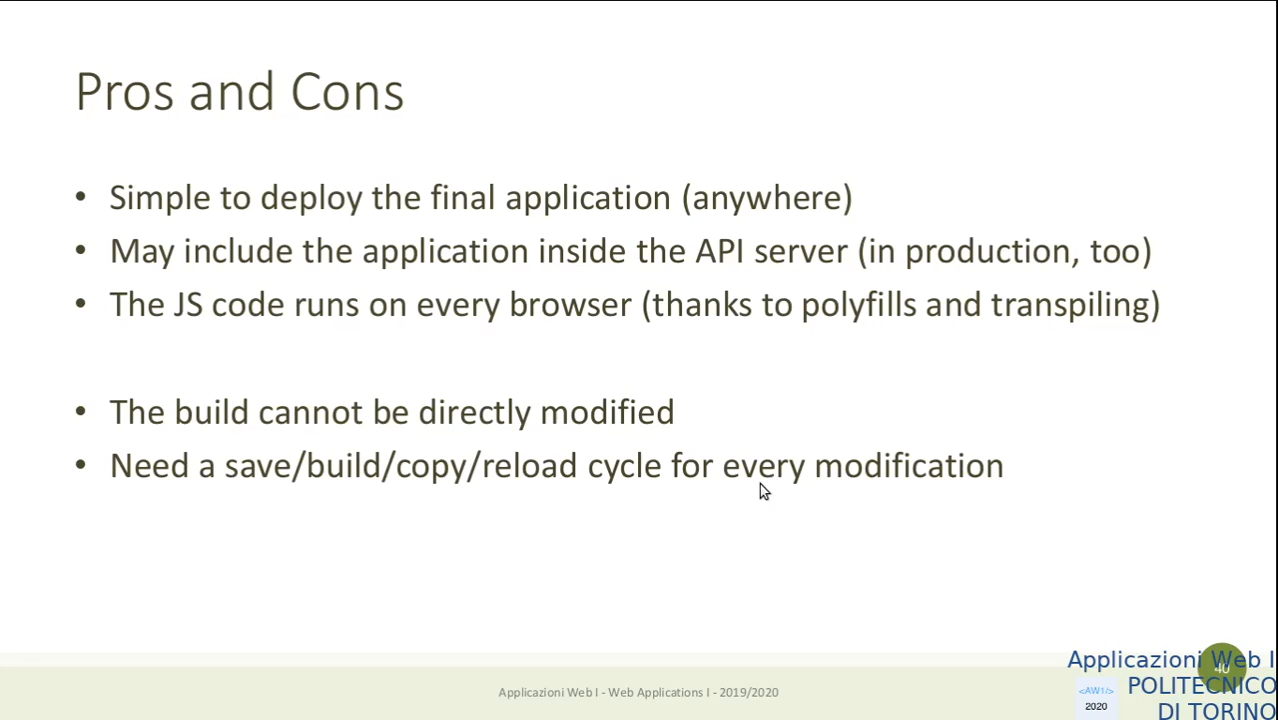 Pros and Cons
• Simple to deploy the final application (anywhere)
• May include the application inside the API server (in production, too)
• The JS code runs on every browser (thanks to polyfills and transpiling)
• The build cannot be directly modified
• Need a save/build/copy/reload cycle for every modification
Applicazioni Web I - Web Applications I - 2019/2020
40
Applicazioni Web I
POLITECNICO
DI TORINO
<AW1/>
2020